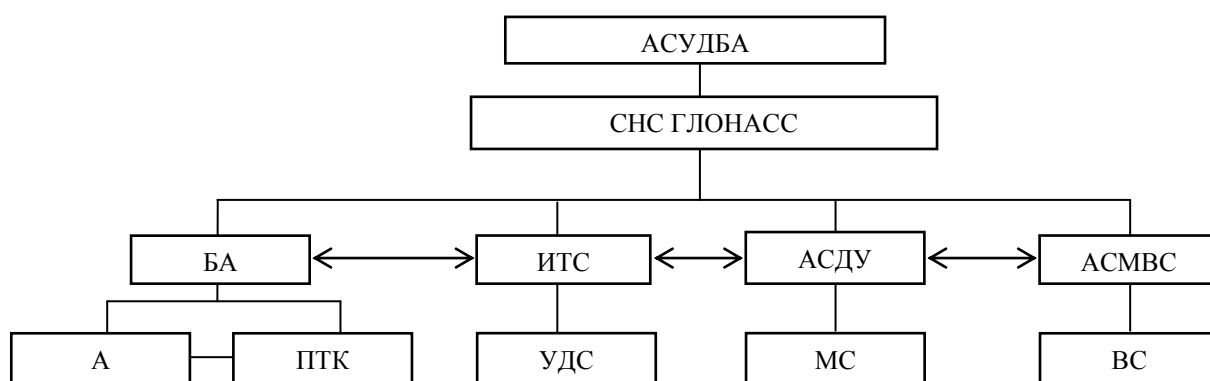 АСУДБА
СНС ГЛОНАСС
БА
ИТС
АСДУ
АСМВС
А
ПТК
УДС
МС
ВС